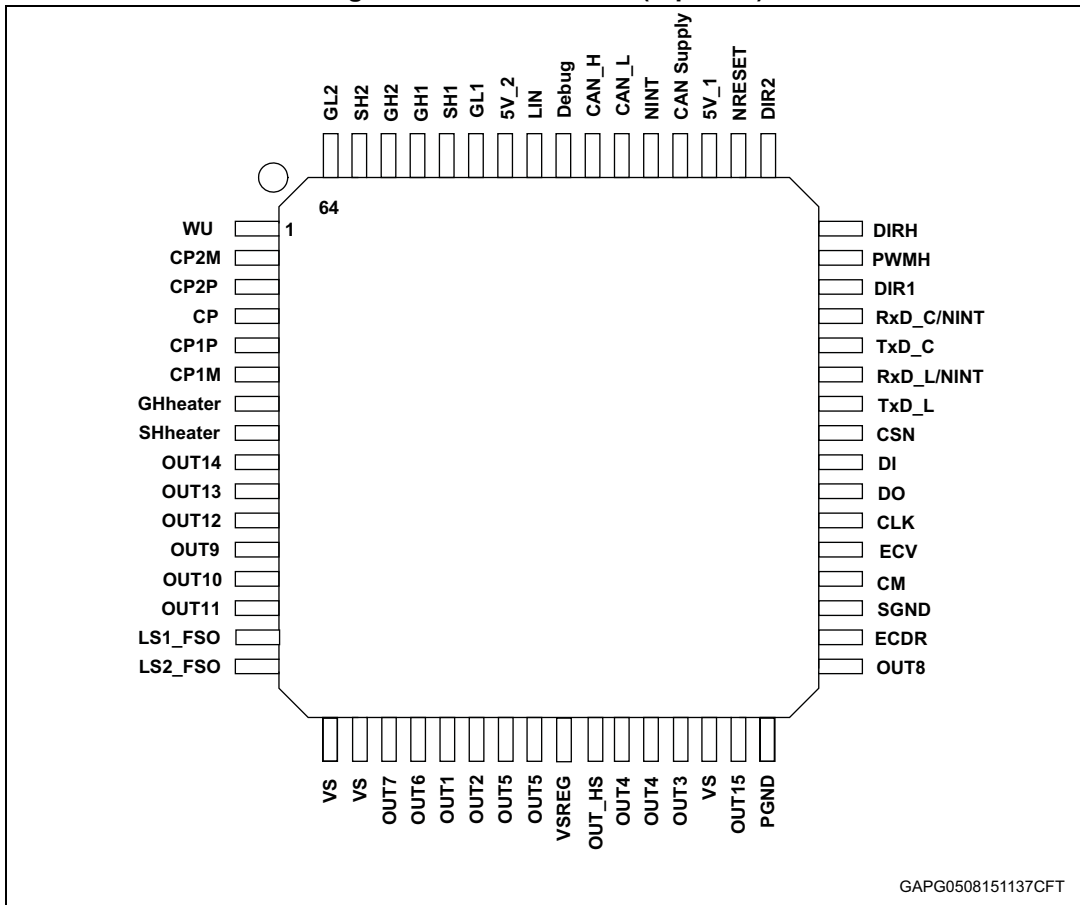 GL2
SH2
GH2
GH1
SH1
GL1
5V_2
LIN
Debug
CAN_H
CAN_L
NINT
CAN Supply
5V_1
NRESET
DIR2
64
1
WU
CP2M
CP2P
CP
CP1P
CP1M
GHheater
SHheater
OUT14
OUT13
OUT12
OUT9
OUT10
OUT11
LS1_FSO
LS2_FSO
DIRH
PWMH
DIR1
RxD_C/NINT
TxD_C
RxD_L/NINT
TxD_L
CSN
DI
DO
CLK
ECV
CM
SGND
ECDR
OUT8
VS
VS
OUT7
OUT6
OUT1
OUT2
OUT5
OUT5
VSREG
OUT_HS
OUT4
OUT4
OUT3
VS
OUT15
PGND
GAPG0508151137CFT